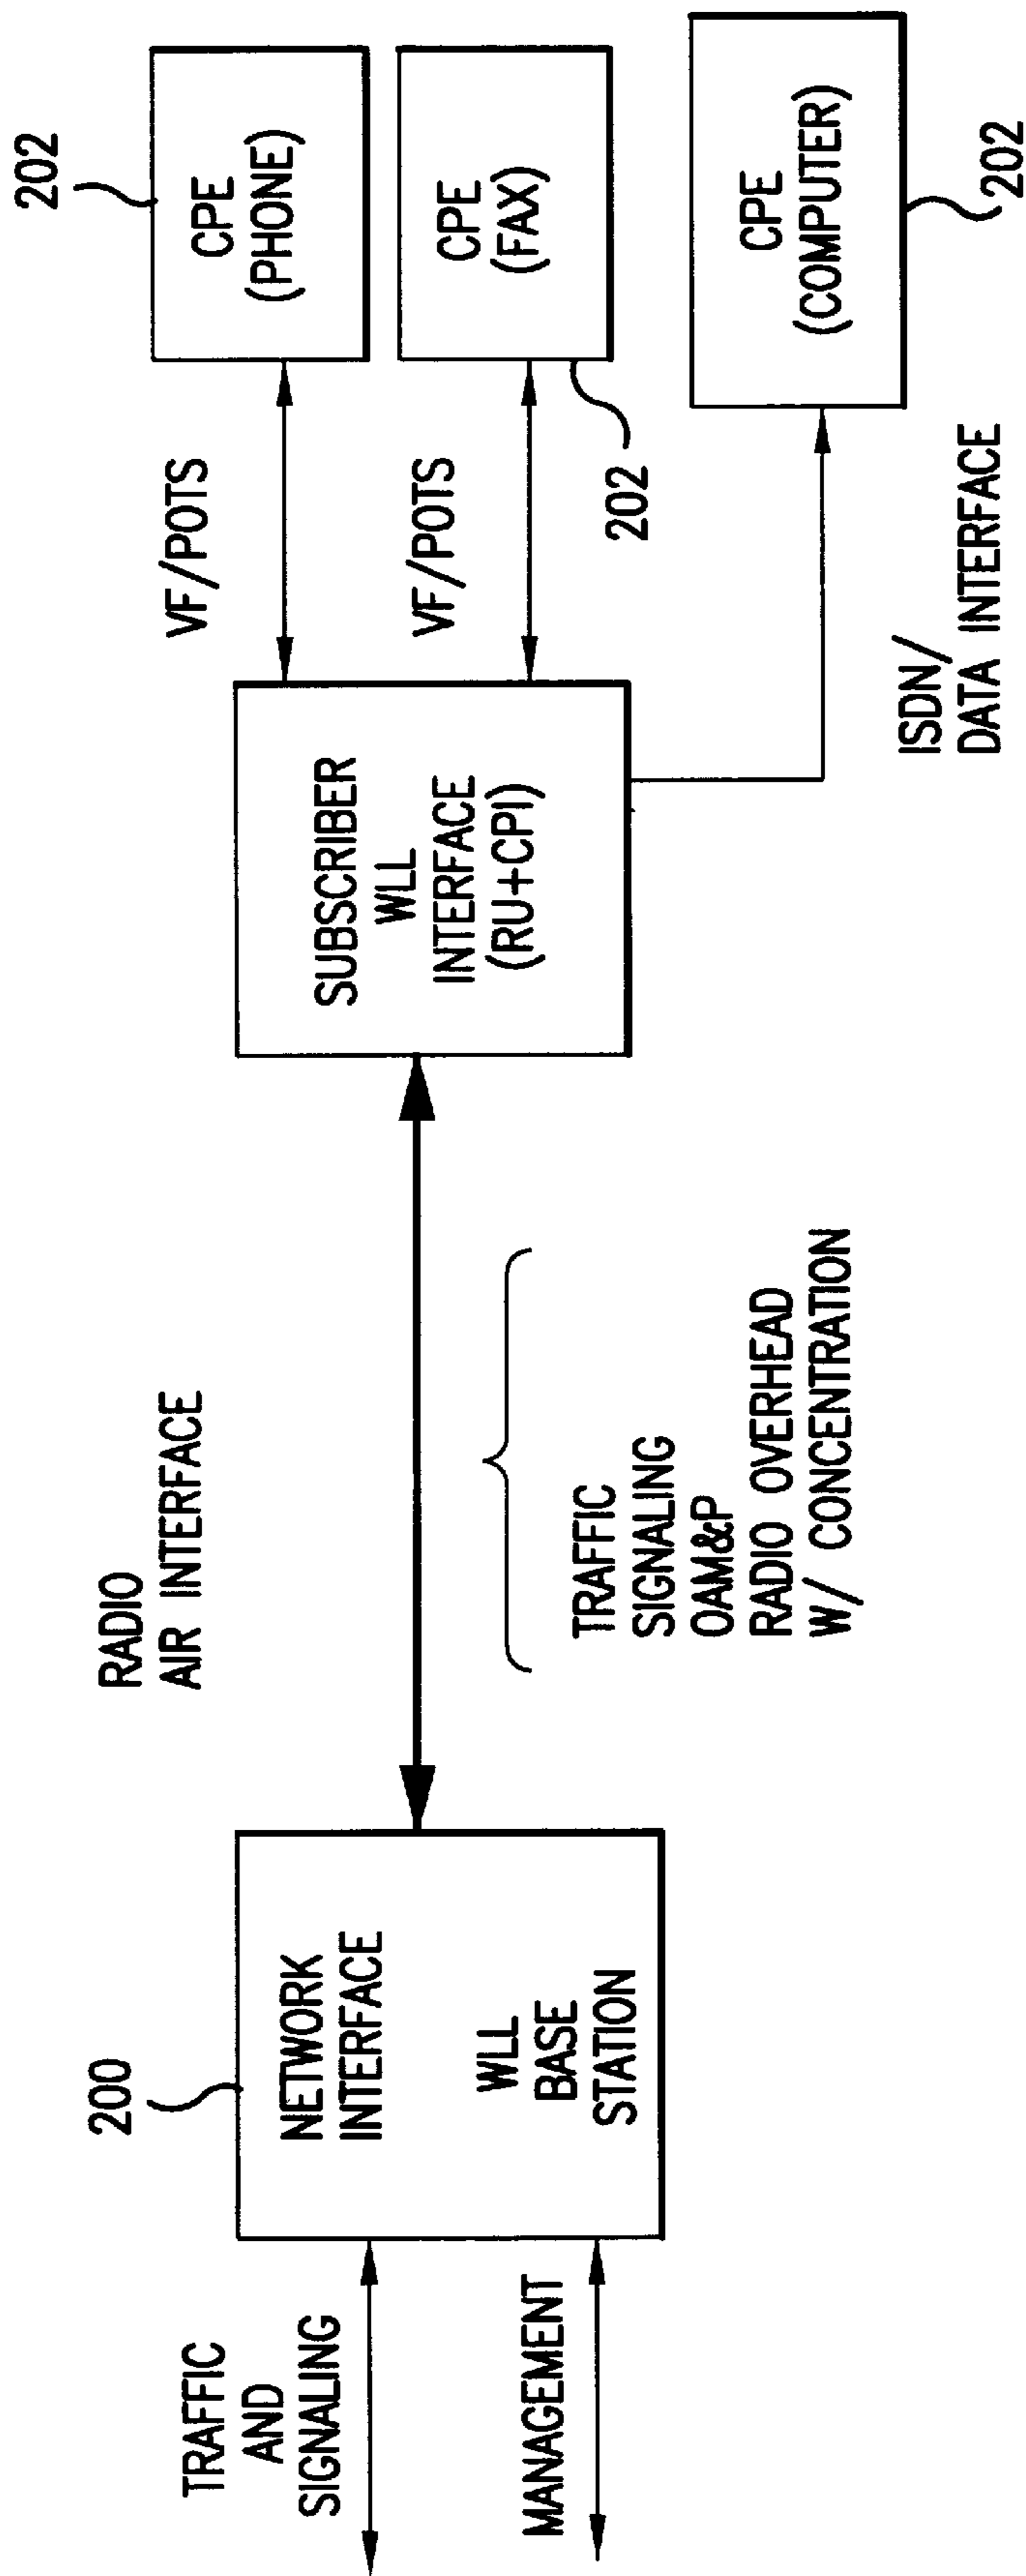 TRAFFIC
AND
SIGNALING
MANAGEMENT
200
NETWORK
INTERFACE
WLL
BASE
STATION
RADIO
AIR INTERFACE
TRAFFIC
SIGNALING
OAM&P
RADIO OVERHEAD
W/ CONCENTRATION
SUBSCRIBER
WLL
INTERFACE
(RU+CPI)
VF/POTS
VF/POTS
ISDN/
DATA INTERFACE
202
CPE
(PHONE)
CPE
(FAX)
202
CPE
(COMPUTER)
202